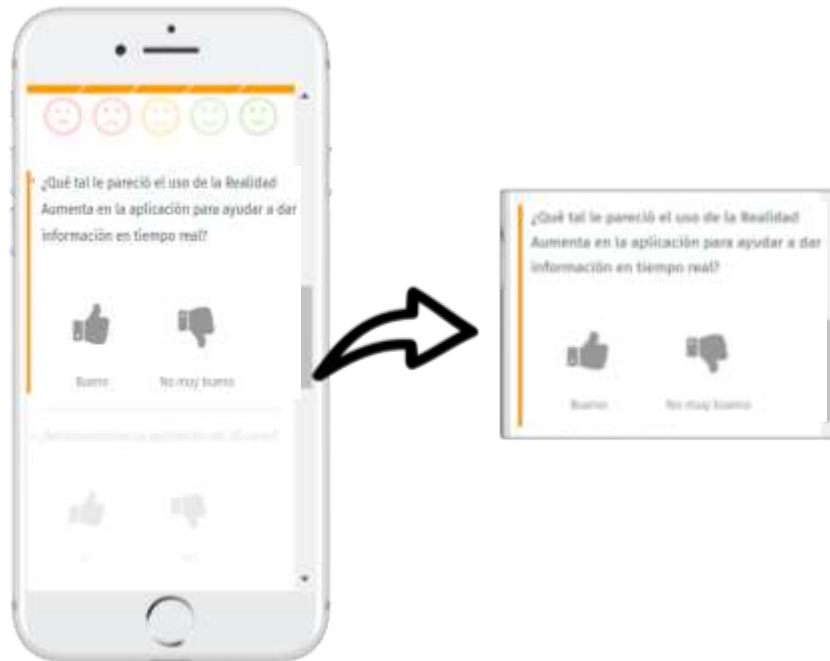 ¿Qué tal le pareció el uso de la Realidad
Aumenta en la aplicación para ayudar a dar
información en tiempo real?
Bueno
No muy bueno
¿Qué tal le pareció el uso de la Realidad
Aumenta en la aplicación para ayudar a dar
información en tiempo real?
Bueno
No muy bueno